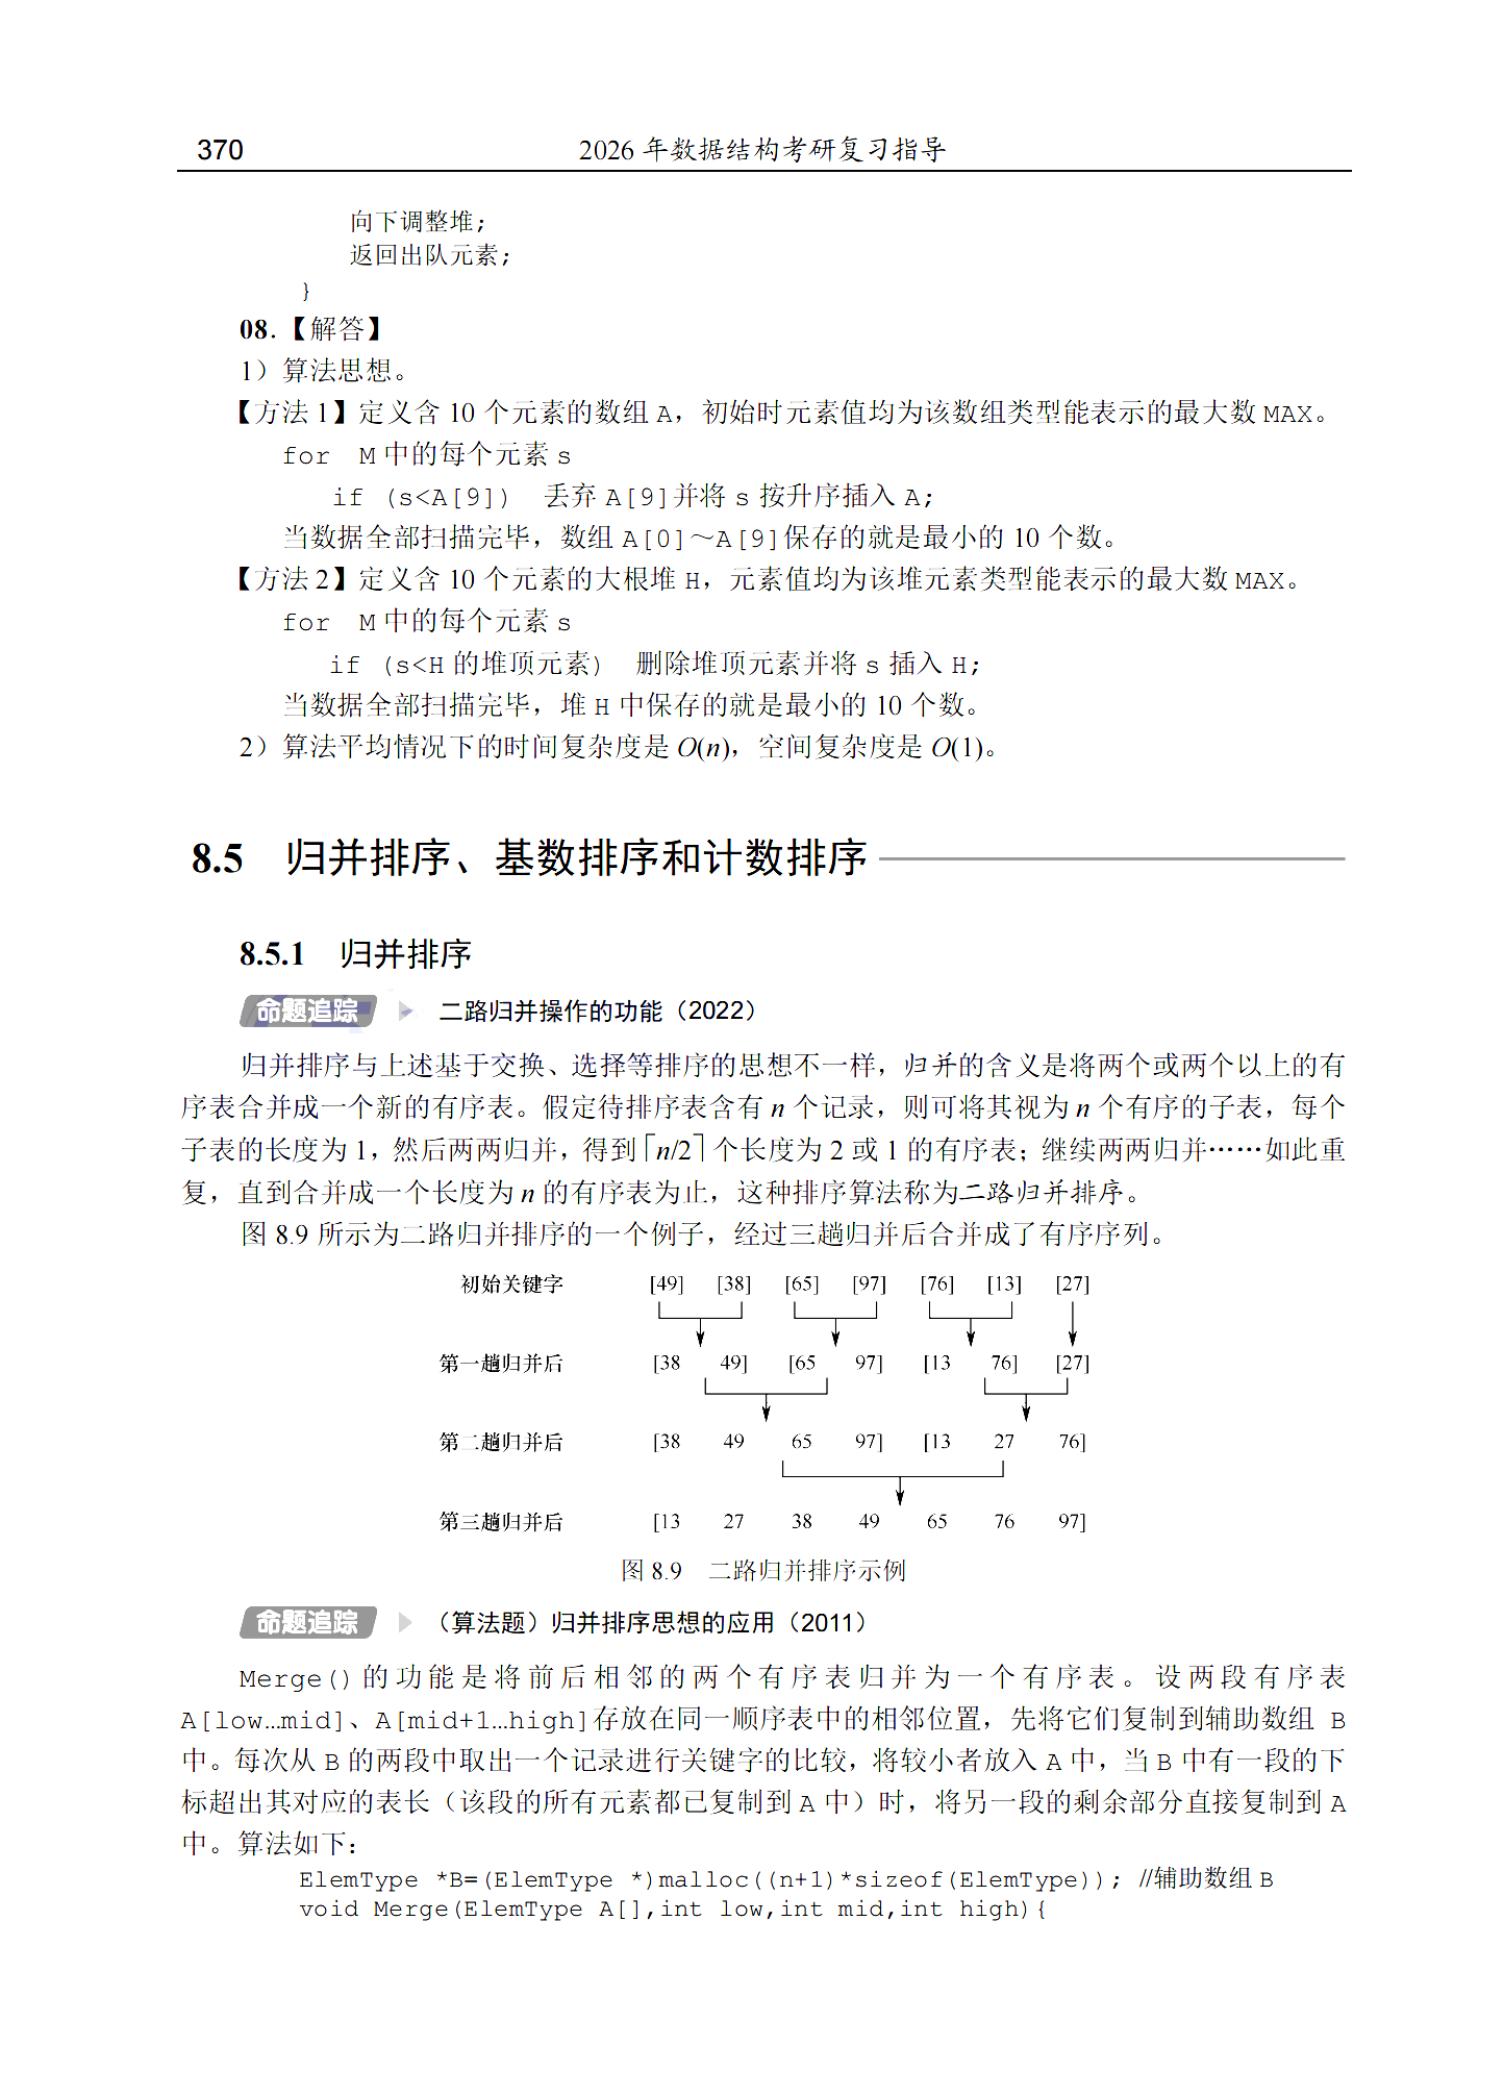 370 2026 年数据结构考研复习指导
向下调整堆;
返回出队元素;
}
08.【解答】
1）算法思想。
【方法 1】定义含 10 个元素的数组 A，初始时元素值均为该数组类型能表示的最大数 MAX。
for M 中的每个元素 s
if (s<A[9]) 丢弃 A[9]并将 s 按升序插入 A;
当数据全部扫描完毕，数组 A[0]～A[9]保存的就是最小的 10 个数。
【方法 2】定义含 10 个元素的大根堆 H，元素值均为该堆元素类型能表示的最大数 MAX。
for M 中的每个元素 s
if (s<H 的堆顶元素) 删除堆顶元素并将 s 插入 H;
当数据全部扫描完毕，堆 H 中保存的就是最小的 10 个数。
2）算法平均情况下的时间复杂度是 O(n)，空间复杂度是 O(1)。
8.5 归并排序、基数排序和计数排序
8.5.1 归并排序
命题追踪 二路归并操作的功能（2022）
归并排序与上述基于交换、选择等排序的思想不一样，归并的含义是将两个或两个以上的有
序表合并成一个新的有序表。假定待排序表含有 n 个记录，则可将其视为 n 个有序的子表，每个
子表的长度为 1，然后两两归并，得到⌈n/2⌉个长度为 2 或 1 的有序表；继续两两归并……如此重
复，直到合并成一个长度为 n 的有序表为止，这种排序算法称为二路归并排序。
图 8.9 所示为二路归并排序的一个例子，经过三趟归并后合并成了有序序列。
初始关键字 [49] [38] [65] [97] [76] [13] [27]
第一趟归并后 [38 49] [65 97] [13 76] [27]
第二趟归并后 [38 49 65 97] [13 27 76]
第三趟归并后 [13 27 38 49 65 76 97]
图 8.9 二路归并排序示例
命题追踪 （算法题）归并排序思想的应用（2011）
Merge()的功能是将前后相邻的两个有序表归并为一个有序表。设两段有序表
A[low…mid]、A[mid+1…high]存放在同一顺序表中的相邻位置，先将它们复制到辅助数组 B
中。每次从 B 的两段中取出一个记录进行关键字的比较，将较小者放入 A 中，当 B 中有一段的下
标超出其对应的表长（该段的所有元素都已复制到 A 中）时，将另一段的剩余部分直接复制到 A
中。算法如下：
ElemType *B=(ElemType *)malloc((n+1)*sizeof(ElemType)); //辅助数组 B
void Merge(ElemType A[],int low,int mid,int high){